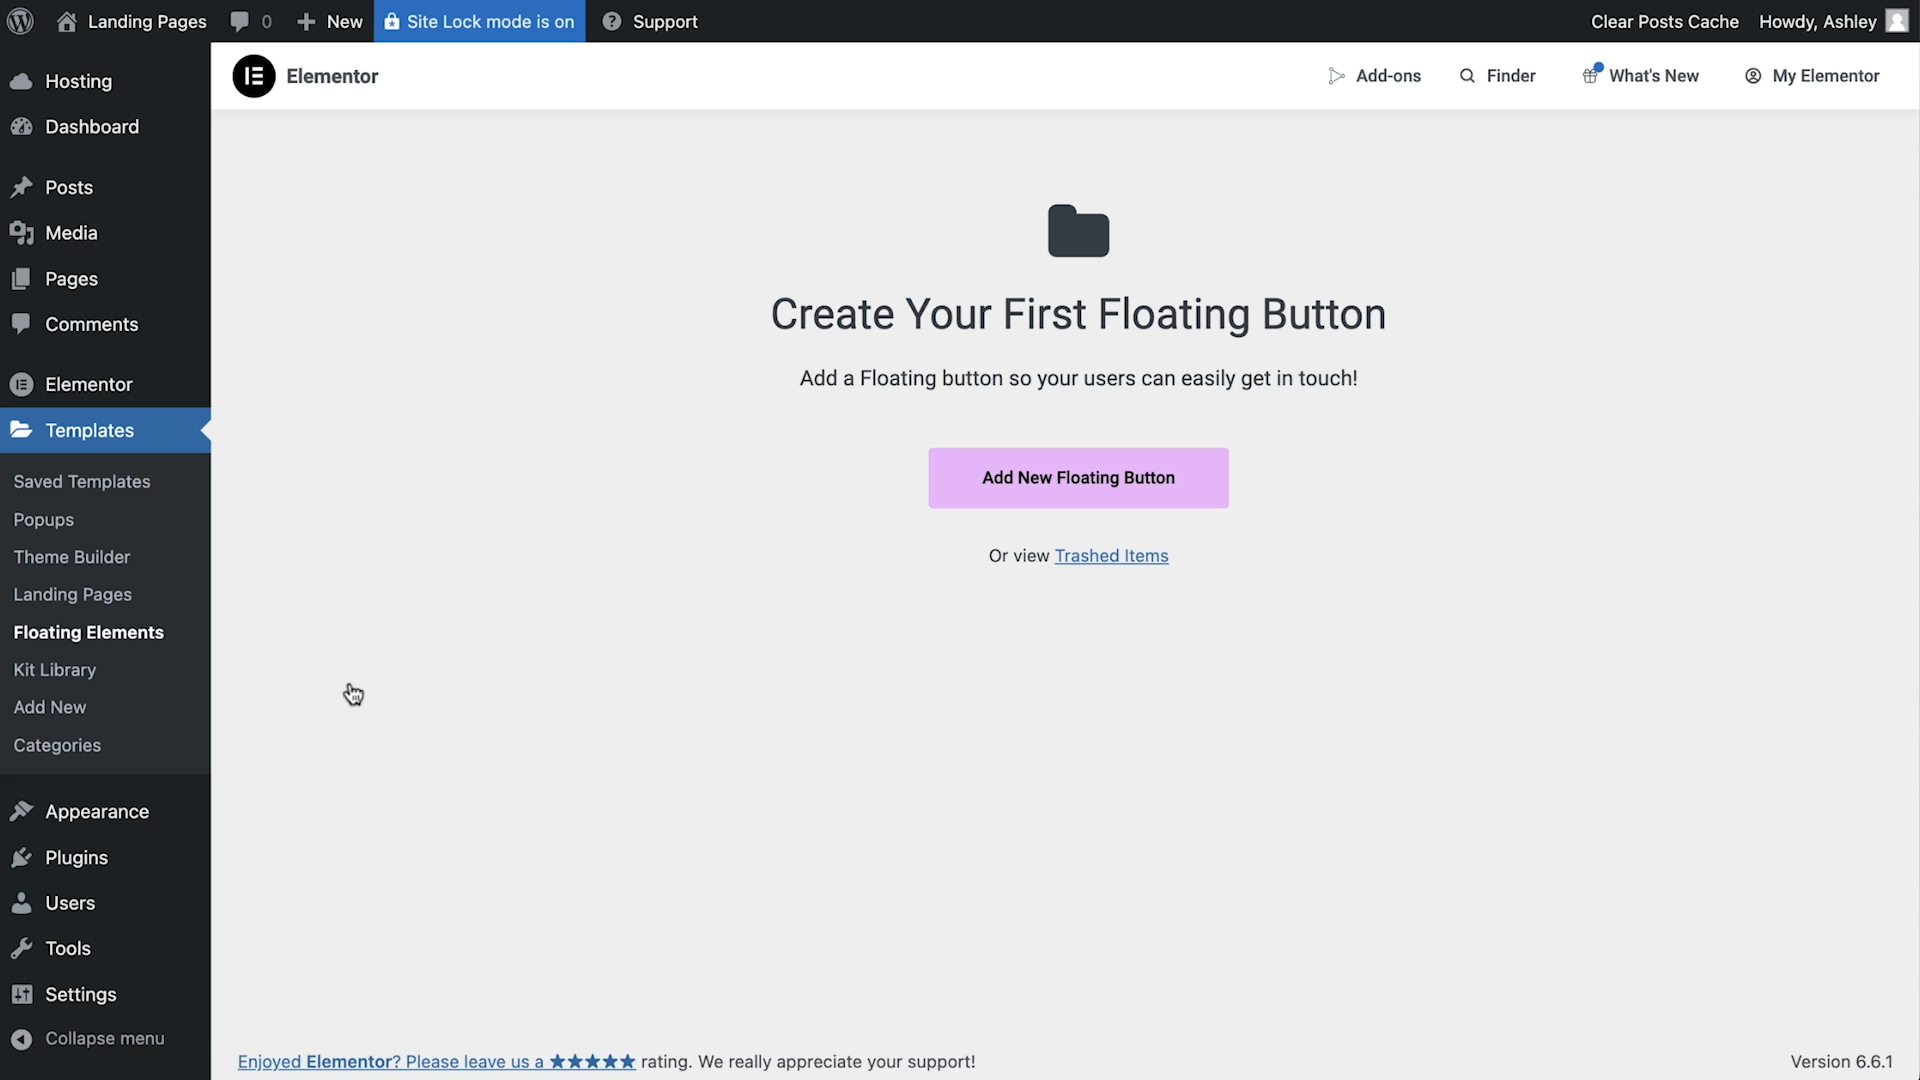 Landing Pages
0
New
Site Lock mode is on
Support
Clear Posts Cache
Howdy, Ashley
Hosting
Dashboard
Posts
Media
Pages
Comments
Elementor
Templates
Saved Templates
Popups
Theme Builder
Landing Pages
Floating Elements
Kit Library
Add New
Categories
Appearance
Plugins
Users
Tools
Settings
Collapse menu
Elementor
Add-ons
Finder
What's New
My Elementor
Create Your First Floating Button
Add a Floating button so your users can easily get in touch!
Add New Floating Button
Or view Trashed Items
Enjoyed Elementor? Please leave us a ★★★★★ rating. We really appreciate your support!
Version 6.6.1